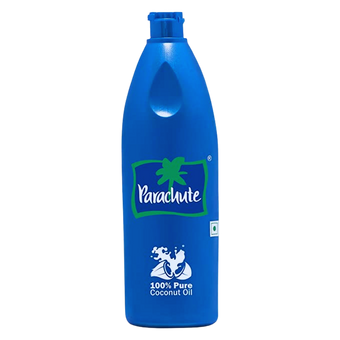 ®
Parachute
100% Pure
Coconut Oil